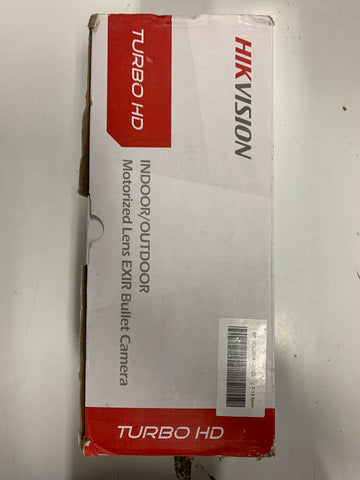 HIKVISION
TURBO HD
INDOOR/OUTDOOR
Motorized Lens EXIR Bullet Camera
TURBO HD